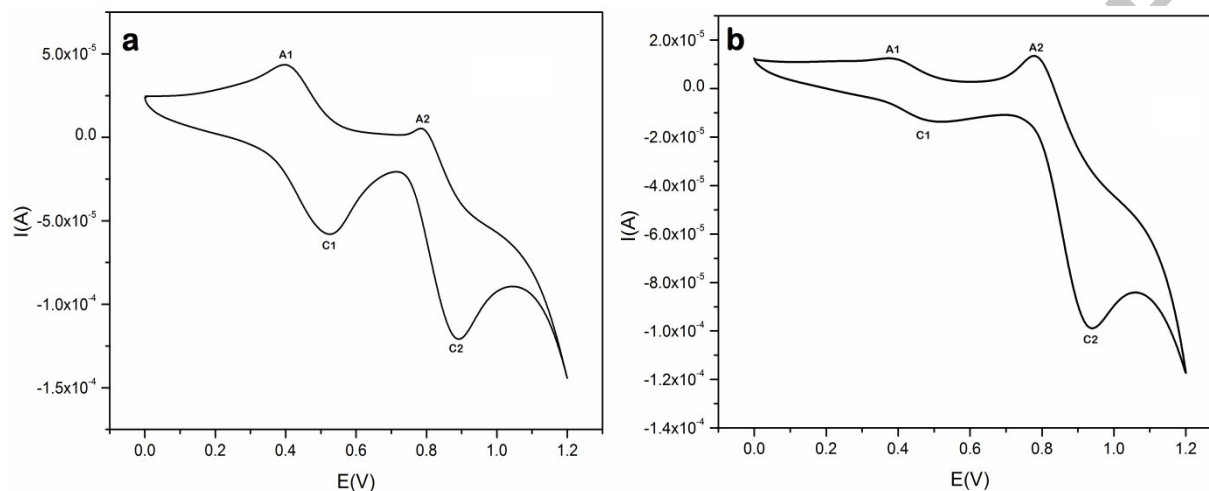 a
A1
A2
C1
C2
5.0x10⁻⁵
0.0
-5.0x10⁻⁵
-1.0x10⁻⁴
-1.5x10⁻⁴
I(A)
0.0 0.2 0.4 0.6 0.8 1.0 1.2
E(V)
b
A1
A2
C1
C2
2.0x10⁻⁵
0.0
-2.0x10⁻⁵
-4.0x10⁻⁵
-6.0x10⁻⁵
-8.0x10⁻⁵
-1.0x10⁻⁴
-1.2x10⁻⁴
-1.4x10⁻⁴
I(A)
0.0 0.2 0.4 0.6 0.8 1.0 1.2
E(V)